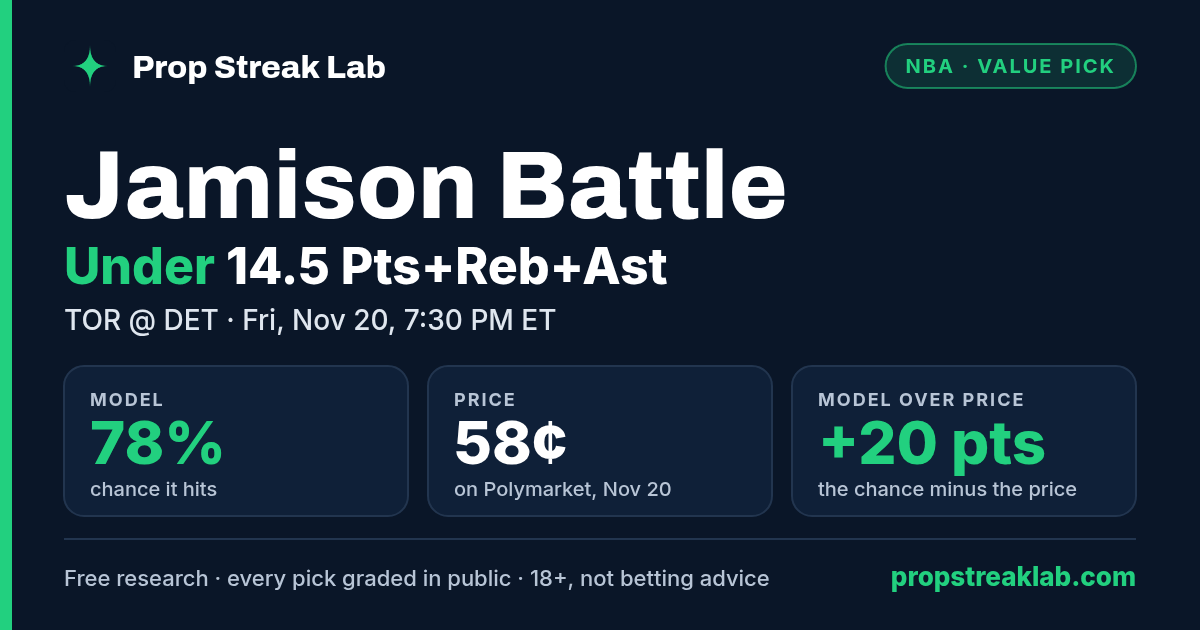 Prop Streak Lab
NBA · VALUE PICK
Jamison Battle
Under 14.5 Pts+Reb+Ast
TOR @ DET · Fri, Nov 20, 7:30 PM ET
MODEL
78%
chance it hits
PRICE
58¢
on Polymarket, Nov 20
MODEL OVER PRICE
+20 pts
the chance minus the price
Free research · every pick graded in public · 18+, not betting advice
propstreaklab.com